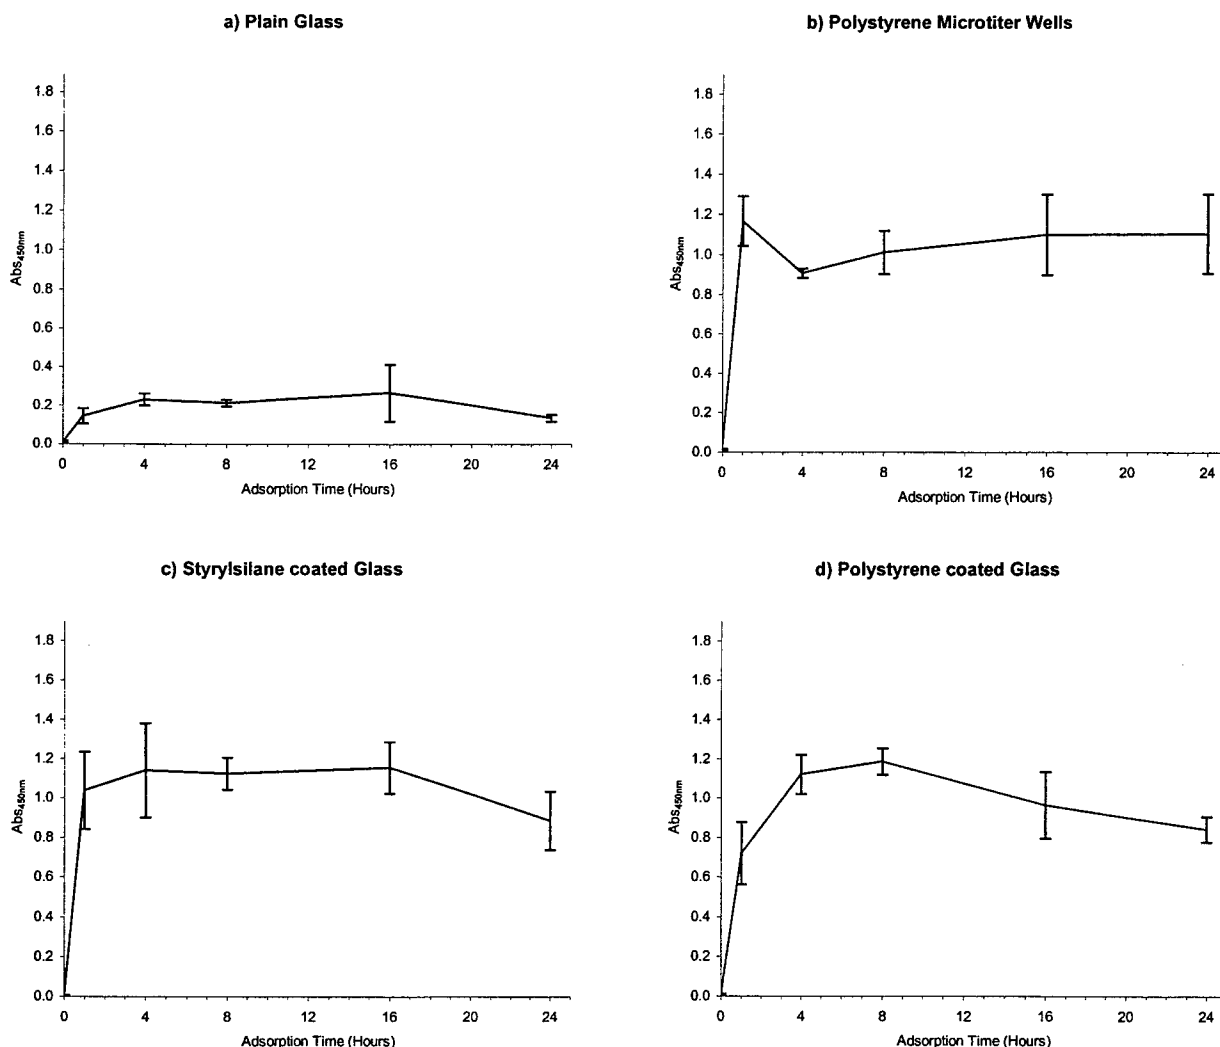 a) Plain Glass
1.8
1.6
1.4
1.2
1.0
0.8
0.6
0.4
0.2
0.0
Abs450nm
0 4 8 12 16 20 24
Adsorption Time (Hours)
b) Polystyrene Microtiter Wells
1.8
1.6
1.4
1.2
1.0
0.8
0.6
0.4
0.2
0.0
Abs450nm
0 4 8 12 16 20 24
Adsorption Time (Hours)
c) Styrylsilane coated Glass
1.8
1.6
1.4
1.2
1.0
0.8
0.6
0.4
0.2
0.0
Abs450nm
0 4 8 12 16 20 24
Adsorption Time (Hours)
d) Polystyrene coated Glass
1.8
1.6
1.4
1.2
1.0
0.8
0.6
0.4
0.2
0.0
Abs450nm
0 4 8 12 16 20 24
Adsorption Time (Hours)